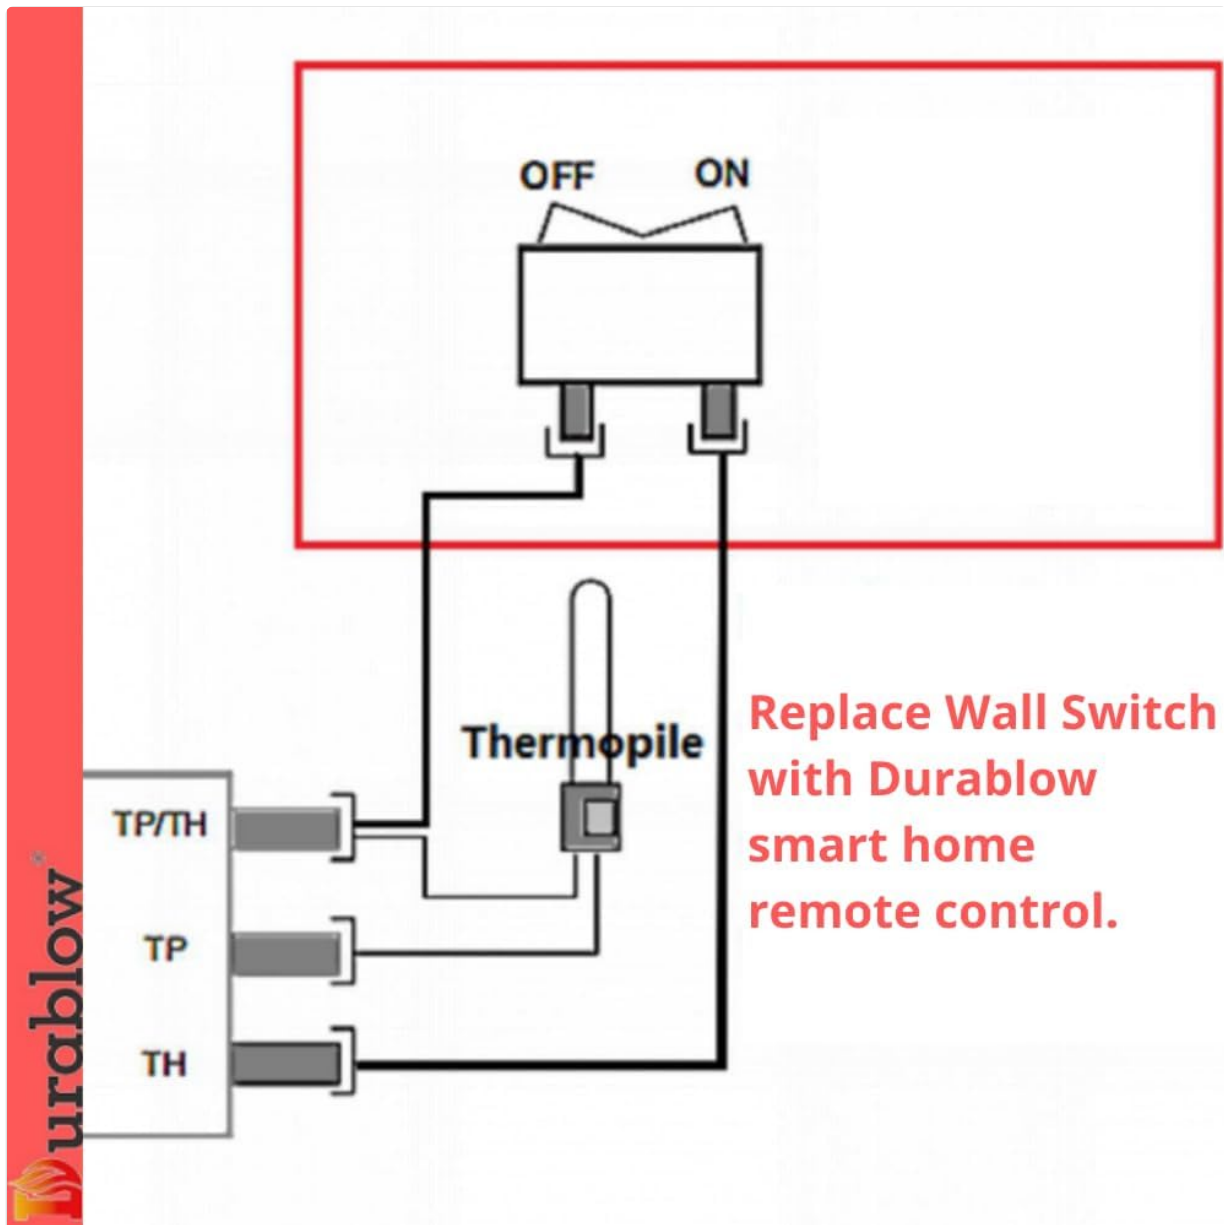 OFF ON
Thermopile
Replace Wall Switch
with Durablow
smart home
remote control.
TP/TH
TP
TH
Durablow®